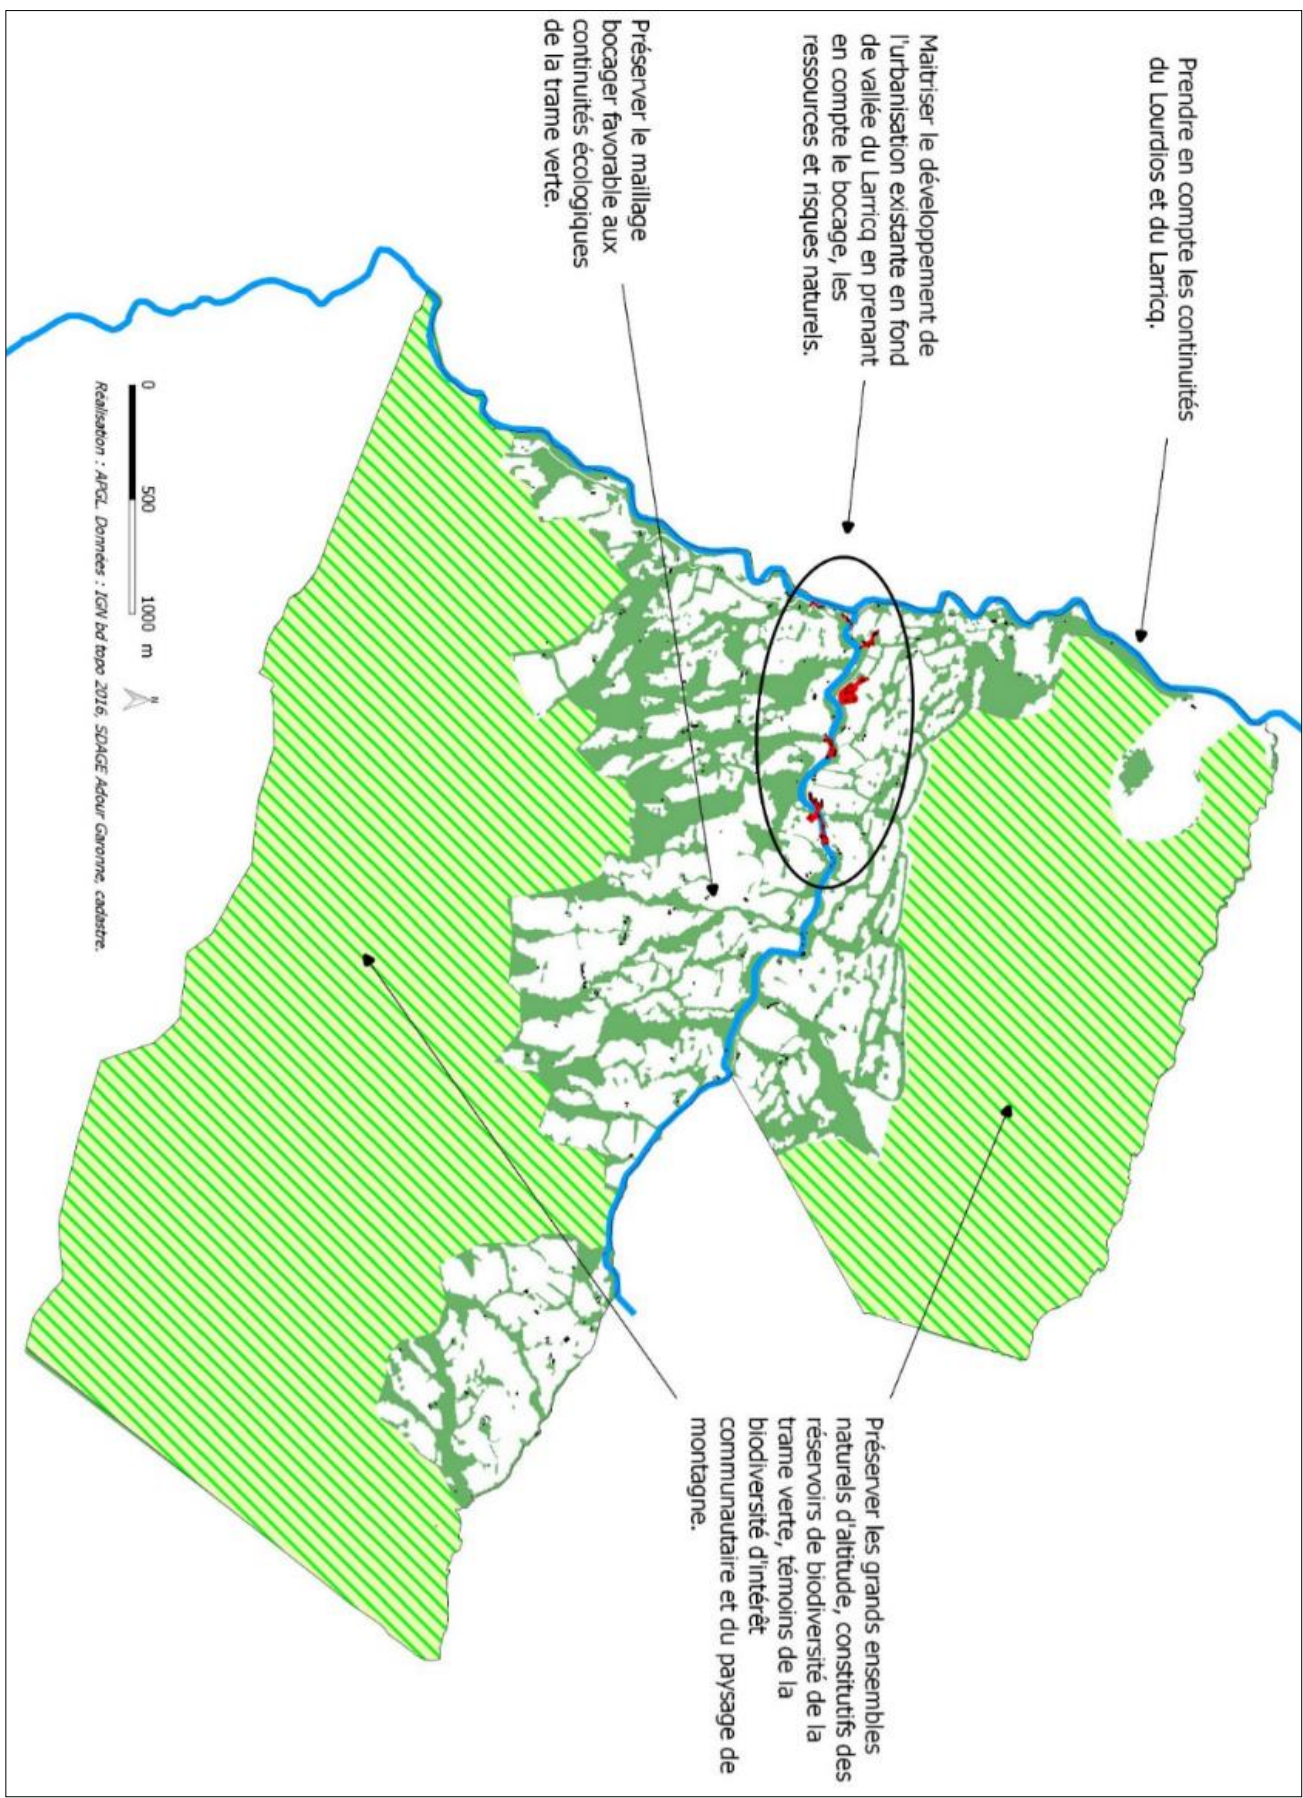 Prendre en compte les continuités
du Lourdios et du Larricq.
Maitriser le développement de
l'urbanisation existante en fond
de vallée du Larricq en prenant
en compte le bocage, les
ressources et risques naturels.
Préserver le maillage
bocager favorable aux
continuités écologiques
de la trame verte.
Préserver les grands ensembles
naturels d'altitude, constitutifs des
réservoirs de biodiversité de la
trame verte, témoins de la
biodiversité d'intérêt
communautaire et du paysage de
montagne.
0 500 1000 m
N
Réalisation : APGL. Données : IGN bd topo 2016, SDAGE Adour Garonne, cadastre.